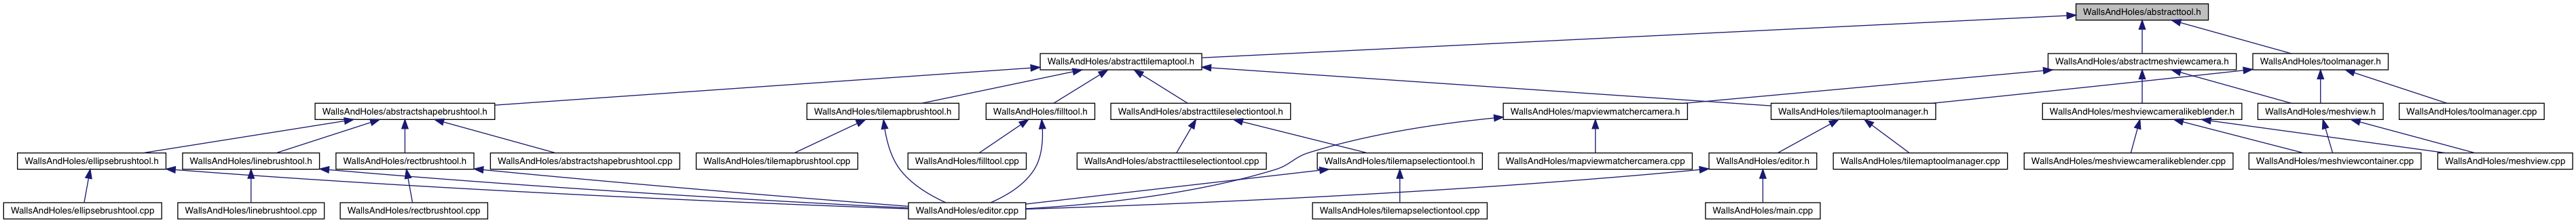 WallsAndHoles/abstracttool.h
WallsAndHoles/abstracttilemaptool.h
WallsAndHoles/abstractmeshviewcamera.h
WallsAndHoles/toolmanager.h
WallsAndHoles/abstractshapebrushtool.h
WallsAndHoles/tilemapbrushtool.h
WallsAndHoles/filltool.h
WallsAndHoles/abstracttileselectiontool.h
WallsAndHoles/mapviewmatchercamera.h
WallsAndHoles/tilemaptoolmanager.h
WallsAndHoles/meshviewcameralikeblender.h
WallsAndHoles/meshview.h
WallsAndHoles/toolmanager.cpp
WallsAndHoles/ellipsebrushtool.h
WallsAndHoles/linebrushtool.h
WallsAndHoles/rectbrushtool.h
WallsAndHoles/abstractshapebrushtool.cpp
WallsAndHoles/tilemapbrushtool.cpp
WallsAndHoles/filltool.cpp
WallsAndHoles/abstracttileselectiontool.cpp
WallsAndHoles/tilemapselectiontool.h
WallsAndHoles/mapviewmatchercamera.cpp
WallsAndHoles/editor.h
WallsAndHoles/tilemaptoolmanager.cpp
WallsAndHoles/meshviewcameralikeblender.cpp
WallsAndHoles/meshviewcontainer.cpp
WallsAndHoles/meshview.cpp
WallsAndHoles/ellipsebrushtool.cpp
WallsAndHoles/linebrushtool.cpp
WallsAndHoles/rectbrushtool.cpp
WallsAndHoles/editor.cpp
WallsAndHoles/tilemapselectiontool.cpp
WallsAndHoles/main.cpp